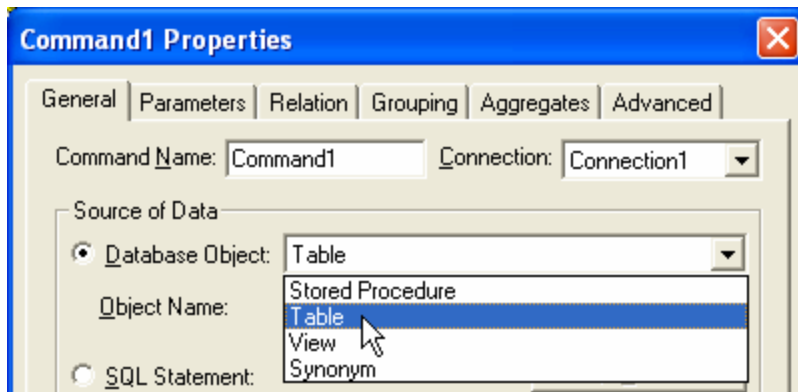 Command1 Properties
General Parameters Relation Grouping Aggregates Advanced
Command Name: Command1 Connection: Connection1
Source of Data
Database Object: Table
Stored Procedure
Object Name: Table
View
SQL Statement: Synonym